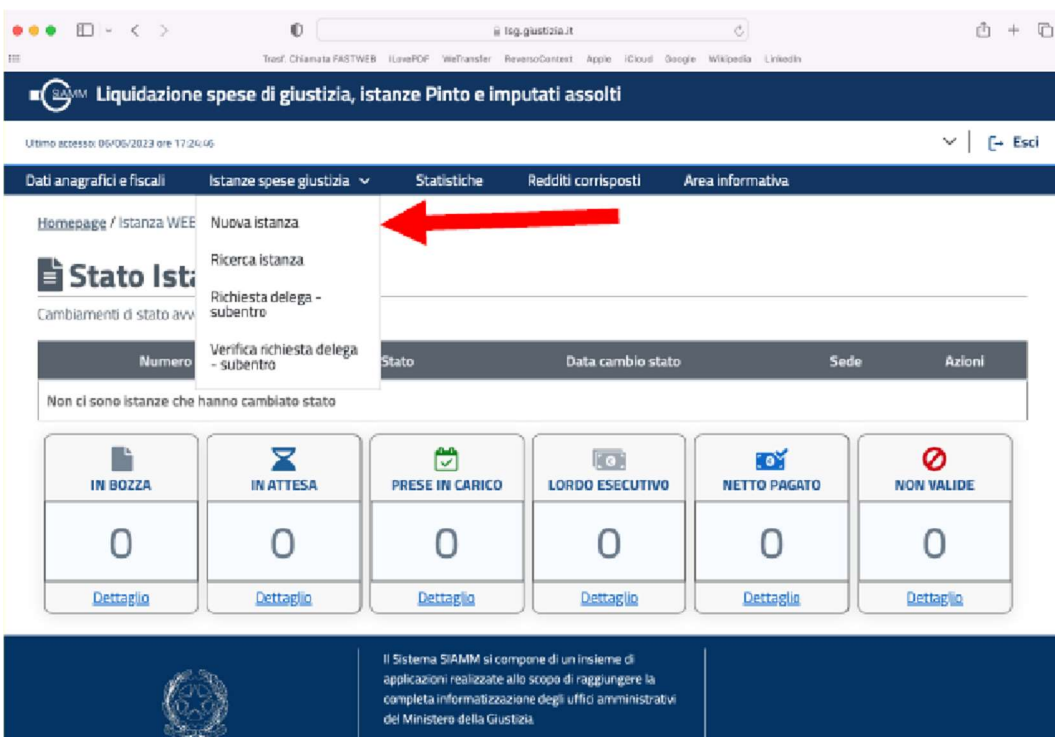 lsg.giustizia.it
Trasf. Chiamata FASTWEB iLovePDF WeTransfer ReversoContext Apple iCloud Google Wikipedia LinkedIn
SIAMM Liquidazione spese di giustizia, istanze Pinto e imputati assolti
Ultimo accesso: 06/06/2023 ore 17:24:46
Esci
Dati anagrafici e fiscali Istanze spese giustizia Statistiche Redditi corrisposti Area informativa
Homepage / Istanza WEB
Nuova istanza
Ricerca istanza
Richiesta delega -
subentro
Verifica richiesta delega
- subentro
Stato Ista
Cambiamenti di stato avv
Numero Stato Data cambio stato Sede Azioni
Non ci sono istanze che hanno cambiato stato
IN BOZZA IN ATTESA PRESE IN CARICO LORDO ESECUTIVO NETTO PAGATO NON VALIDE
0 0 0 0 0 0
Dettaglio Dettaglio Dettaglio Dettaglio Dettaglio Dettaglio
Il Sistema SIAMM si compone di un insieme di
applicazioni realizzate allo scopo di raggiungere la
completa informatizzazione degli uffici amministrativi
del Ministero della Giustizia